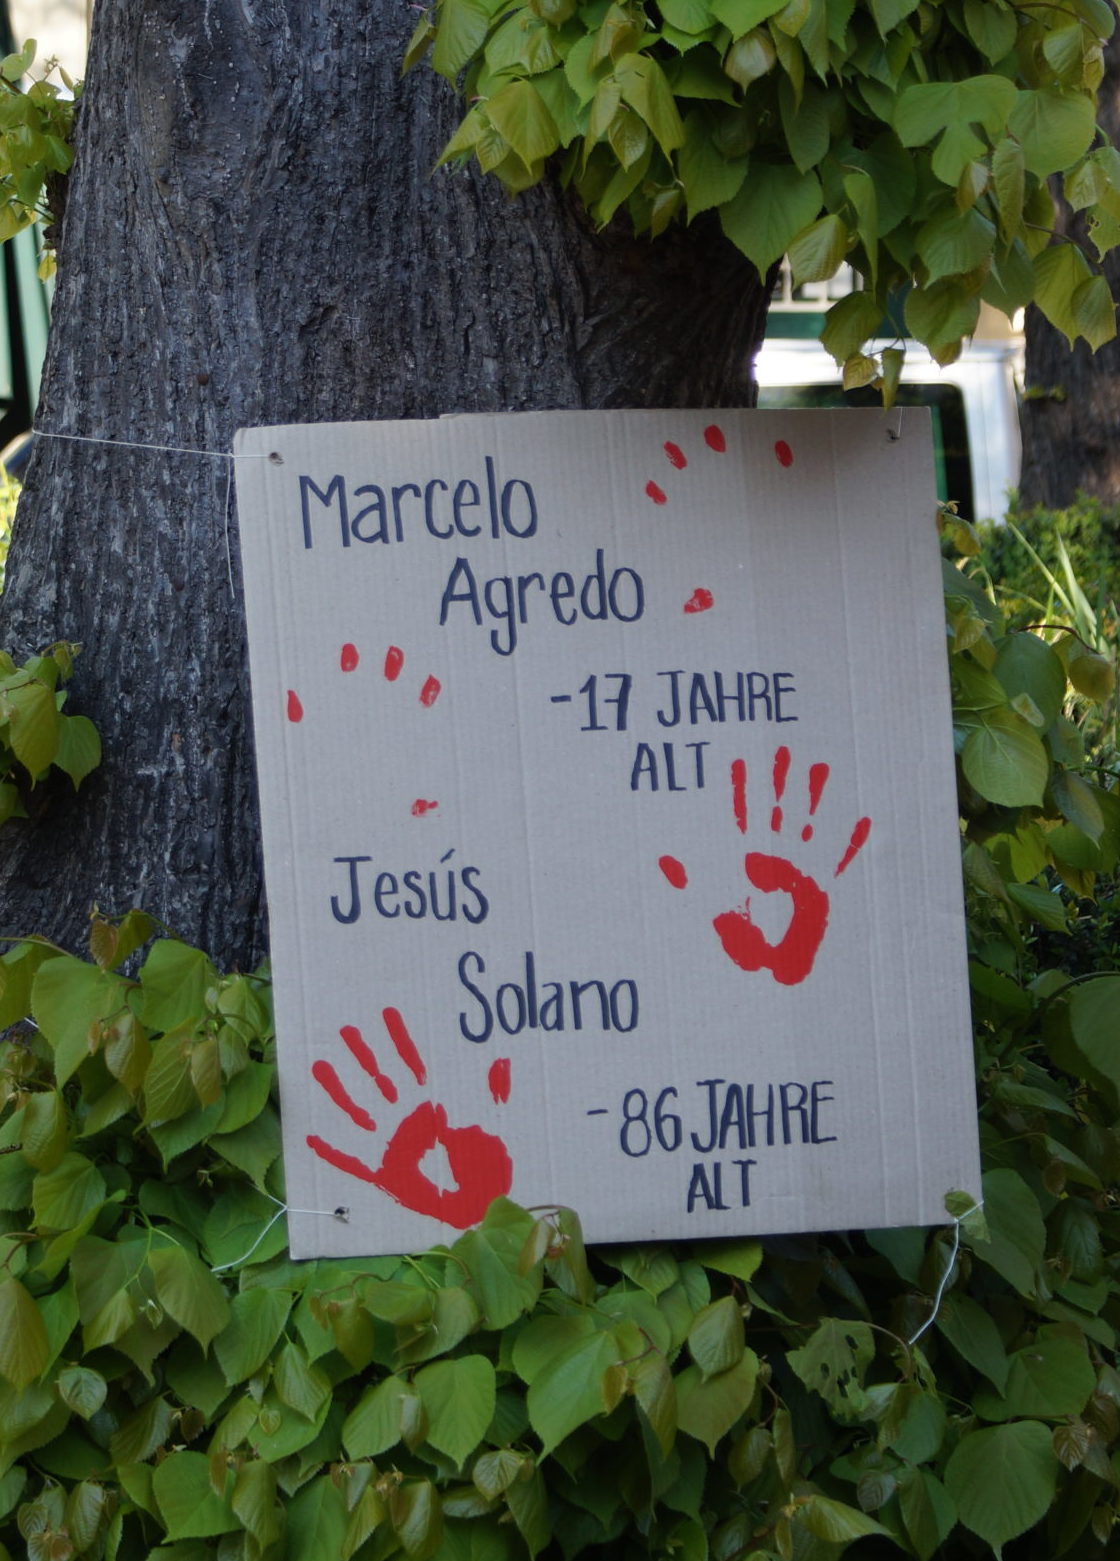 Marcelo
Agredo
-17 JAHRE
ALT
Jesús
Solano
-86 JAHRE
ALT